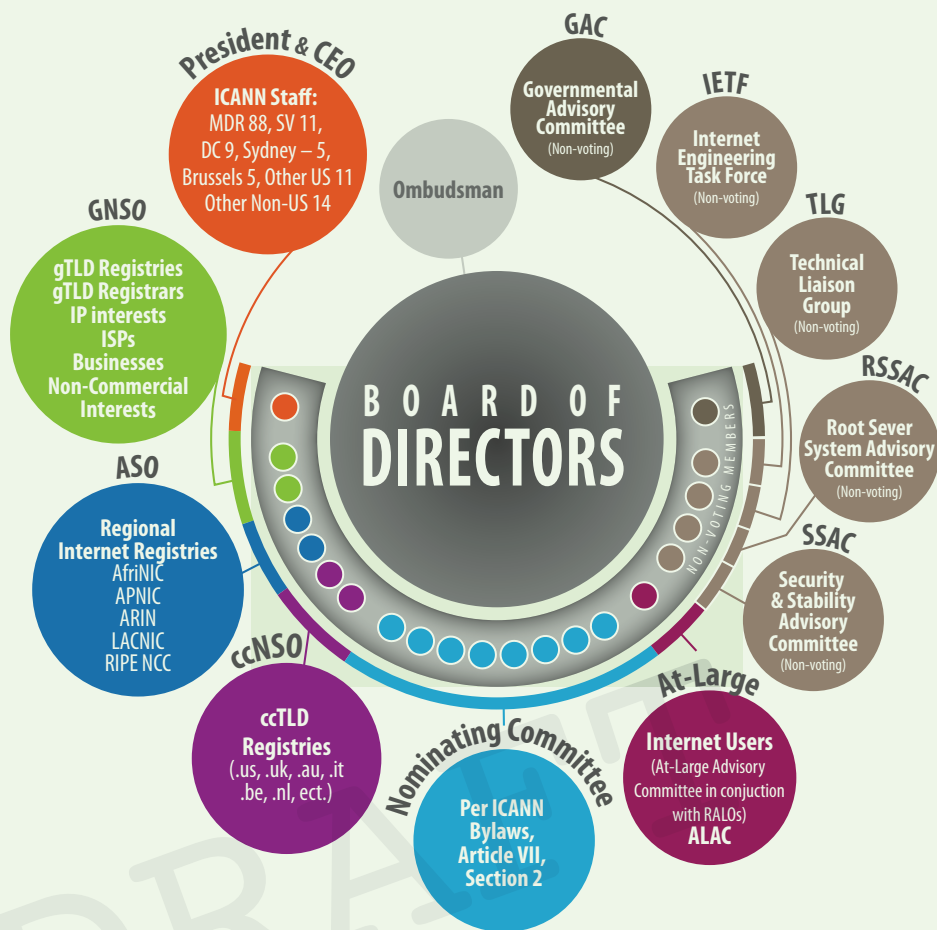 President & CEO
ICANN Staff:
MDR 88, SV 11,
DC 9, Sydney – 5,
Brussels 5, Other US 11
Other Non-US 14
Ombudsman
GAC
Governmental
Advisory
Committee
(Non-voting)
IETF
Internet
Engineering
Task Force
(Non-voting)
TLG
Technical
Liaison
Group
(Non-voting)
RSSAC
Root Sever
System Advisory
Committee
(Non-voting)
SSAC
Security
& Stability
Advisory
Committee
(Non-voting)
GNSO
gTLD Registries
gTLD Registrars
IP interests
ISPs
Businesses
Non-Commercial
Interests
BOARD OF
DIRECTORS
NON-VOTING MEMBERS
ASO
Regional
Internet Registries
AfriNIC
APNIC
ARIN
LACNIC
RIPE NCC
ccNSO
ccTLD
Registries
(.us, .uk, .au, .it
.be, .nl, ect.)
Nominating Committee
Per ICANN
Bylaws,
Article VII,
Section 2
At-Large
Internet Users
(At-Large Advisory
Committee in conjuction
with RALOs)
ALAC
DRAFT